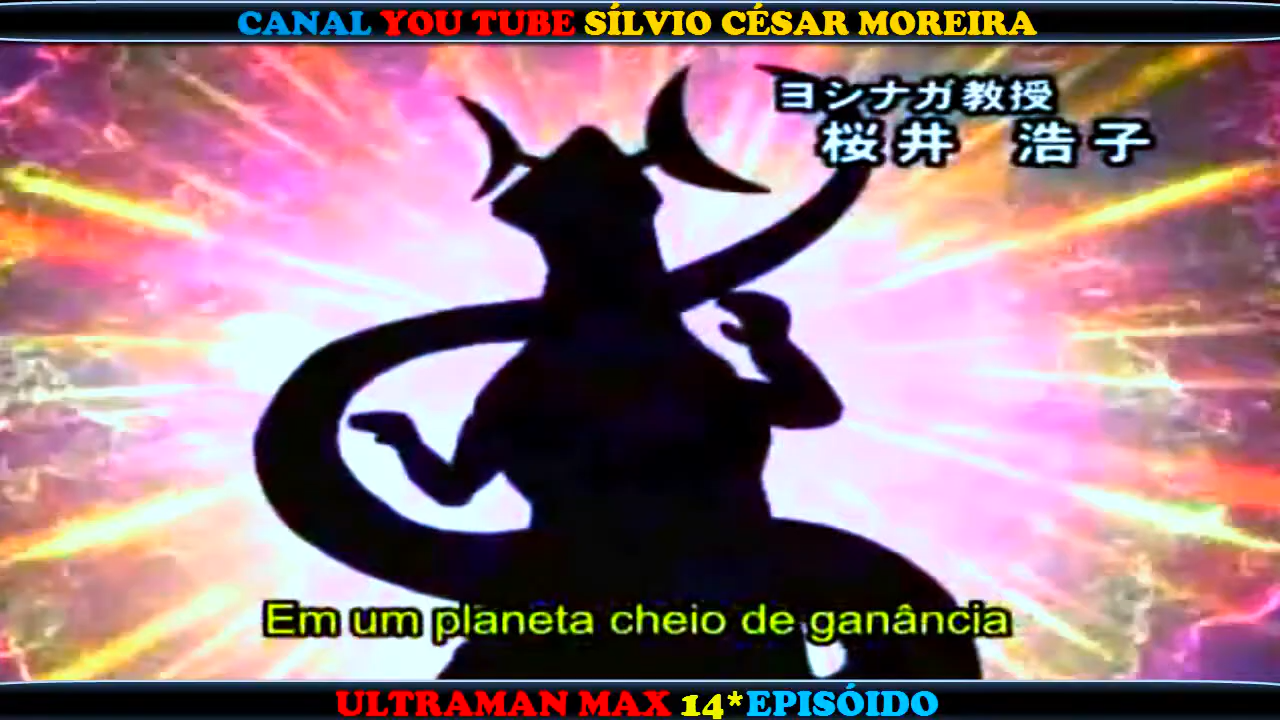 CANAL YOU TUBE SÍLVIO CÉSAR MOREIRA
ヨシナガ教授
桜井 浩子
Em um planeta cheio de ganância
ULTRAMAN MAX 14*EPISÓIDO